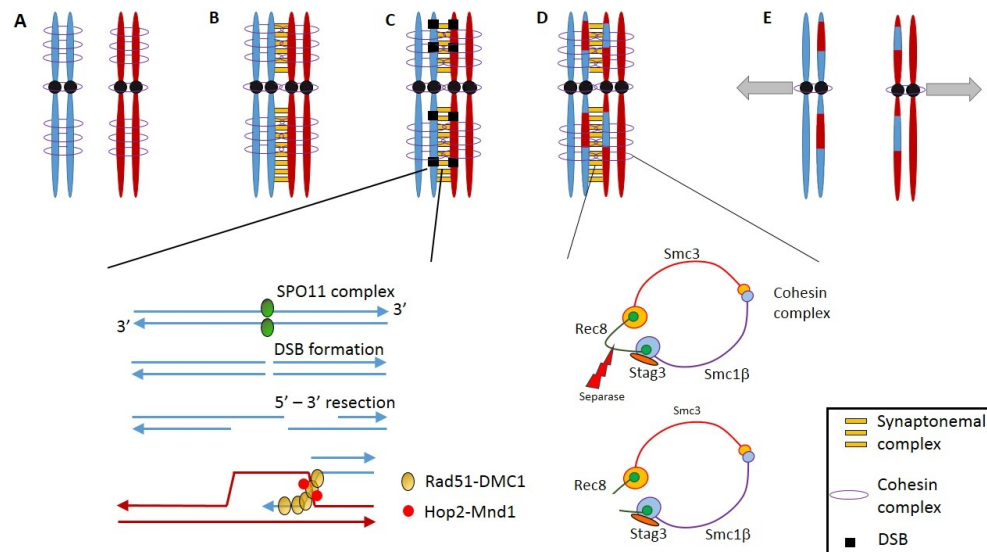 A
B
C
D
E
SPO11 complex
3′
3′
DSB formation
5′ – 3′ resection
Rad51-DMC1
Hop2-Mnd1
Smc3
Cohesin
complex
Rec8
Stag3
Smc1β
Separase
Smc3
Rec8
Stag3
Smc1β
Synaptonemal
complex
Cohesin
complex
DSB